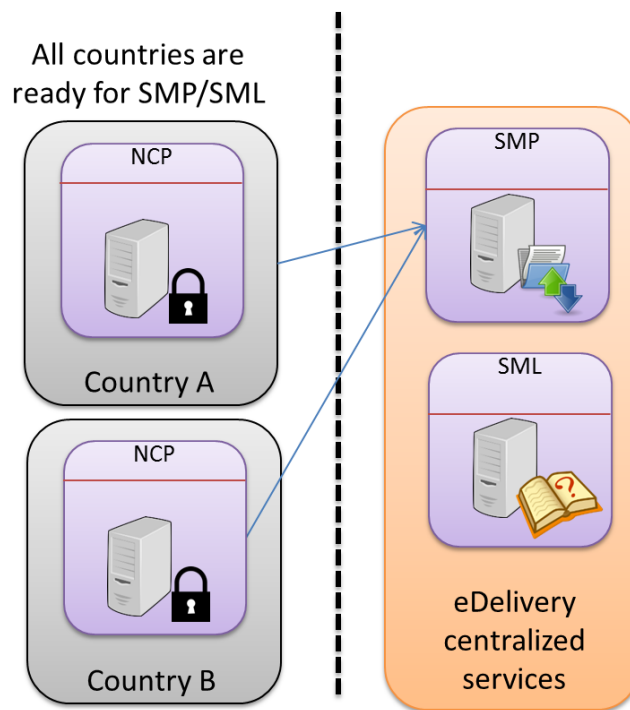 All countries are
ready for SMP/SML
NCP
Country A
NCP
Country B
SMP
SML
?
eDelivery
centralized
services